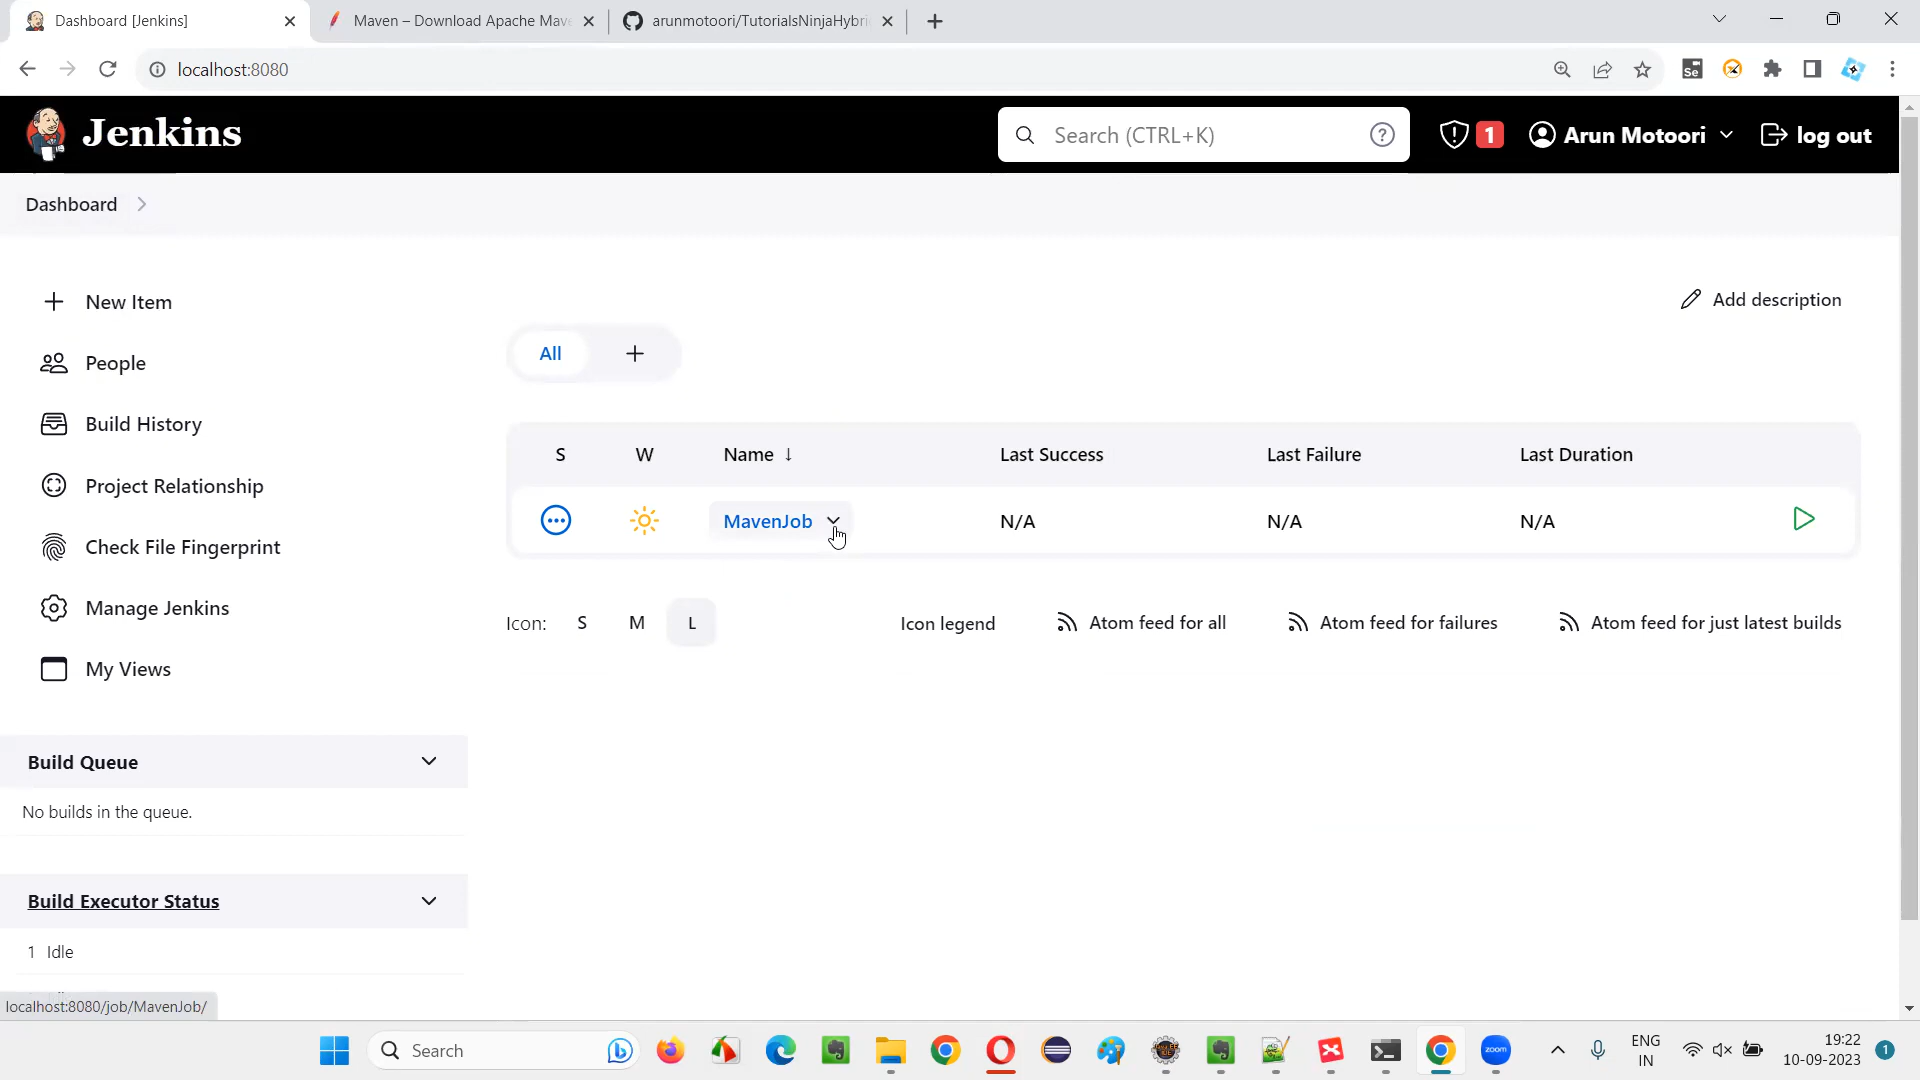 Dashboard [Jenkins]
Maven – Download Apache Mav
arunmotoori/TutorialsNinjaHybri
localhost:8080
Jenkins
Search (CTRL+K)
1
Arun Motoori
log out
Dashboard
New Item
Add description
All
People
Build History
S W Name ↓ Last Success Last Failure Last Duration
Project Relationship
MavenJob N/A N/A N/A
Check File Fingerprint
Manage Jenkins
Icon: S M L Icon legend Atom feed for all Atom feed for failures Atom feed for just latest builds
My Views
Build Queue
No builds in the queue.
Build Executor Status
1 Idle
localhost:8080/job/MavenJob/
Search
Se
zoom
ENG
IN
19:22
10-09-2023
1